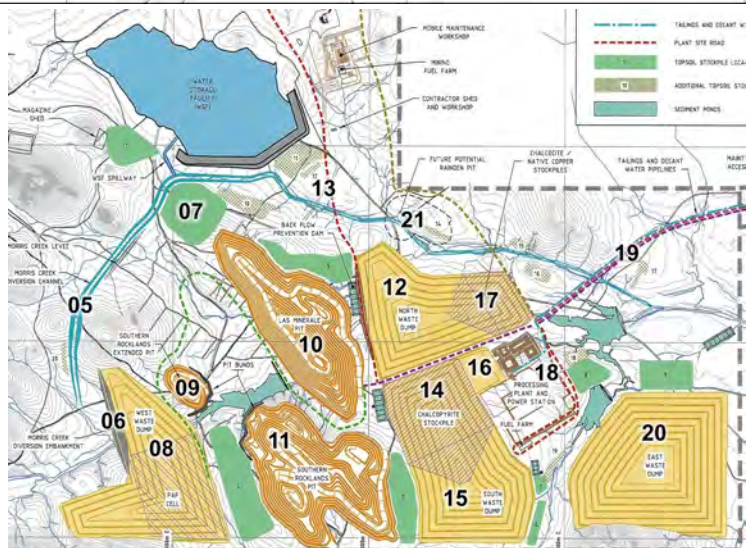 TAILINGS AND DECANT W
PLANT SITE ROAD
TOPSOIL STOCKPILE LOCA
ADDITIONAL TOPSOIL STO
SEDIMENT PONDS
MOBILE MAINTENANCE
WORKSHOP
MINING
FUEL FARM
CONTRACTOR SHED
AND WORKSHOP
WATER
STORAGE
FACILITY
(WSF)
MAGAZINE
SHED
WSF SPILLWAY
FUTURE POTENTIAL
RAINDEN PIT
CHALCOCITE /
NATIVE COPPER
STOCKPILES
TAILINGS AND DECANT
WATER PIPELINES
MAINT
ACCES
13
07
21
BACK FLOW
PREVENTION DAM
19
MORRIS CREEK LEVEE
MORRIS CREEK
DIVERSION CHANNEL
05
12
NORTH
WASTE
DUMP
17
LAS MINERALE
PIT
10
SOUTHERN
ROCKLANDS
EXTENDED PIT
PIT BUNDS
09
16
18
PROCESSING
PLANT AND
POWER STATION
14
CHALCOPYRITE
STOCKPILE
FUEL FARM
06
WEST
WASTE
DUMP
08
MORRIS CREEK
DIVERSION EMBANKMENT
PAF
CELL
11
SOUTHERN
ROCKLANDS
PIT
15
SOUTH
WASTE DUMP
20
EAST
WASTE
DUMP